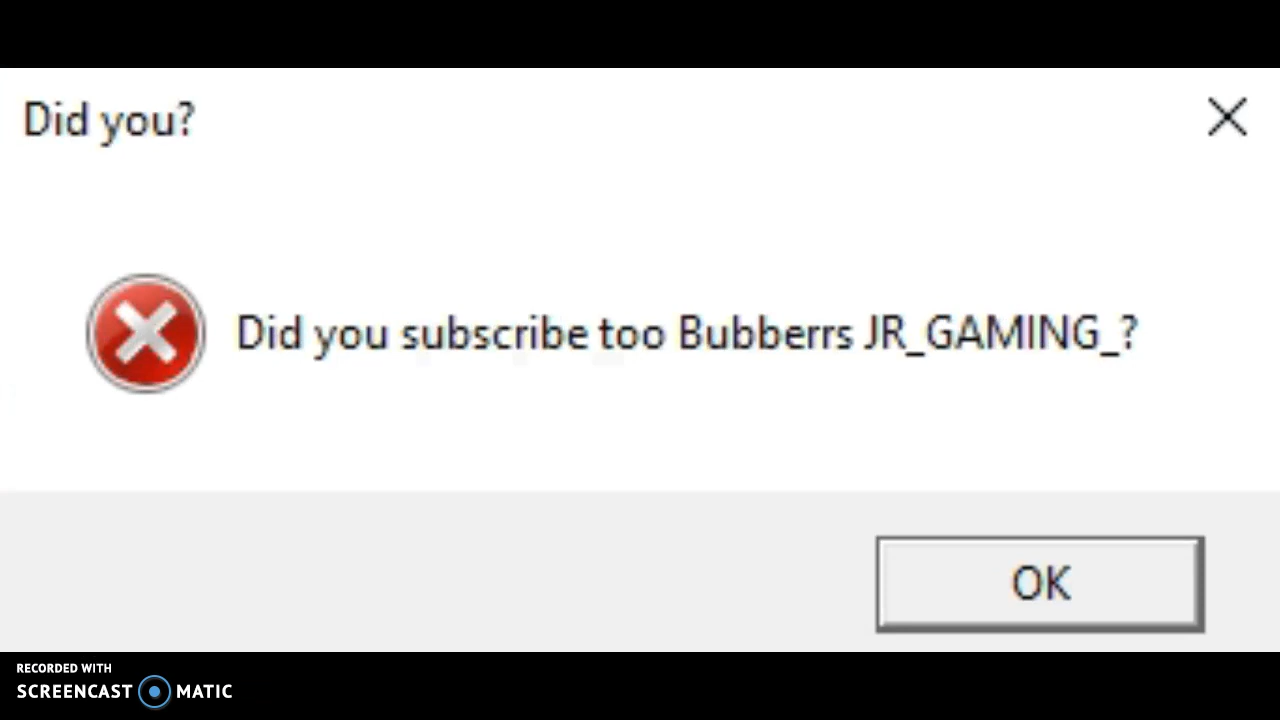 Did you?
Did you subscribe too Bubberrs JR_GAMING_?
OK
RECORDED WITH
SCREENCAST MATIC